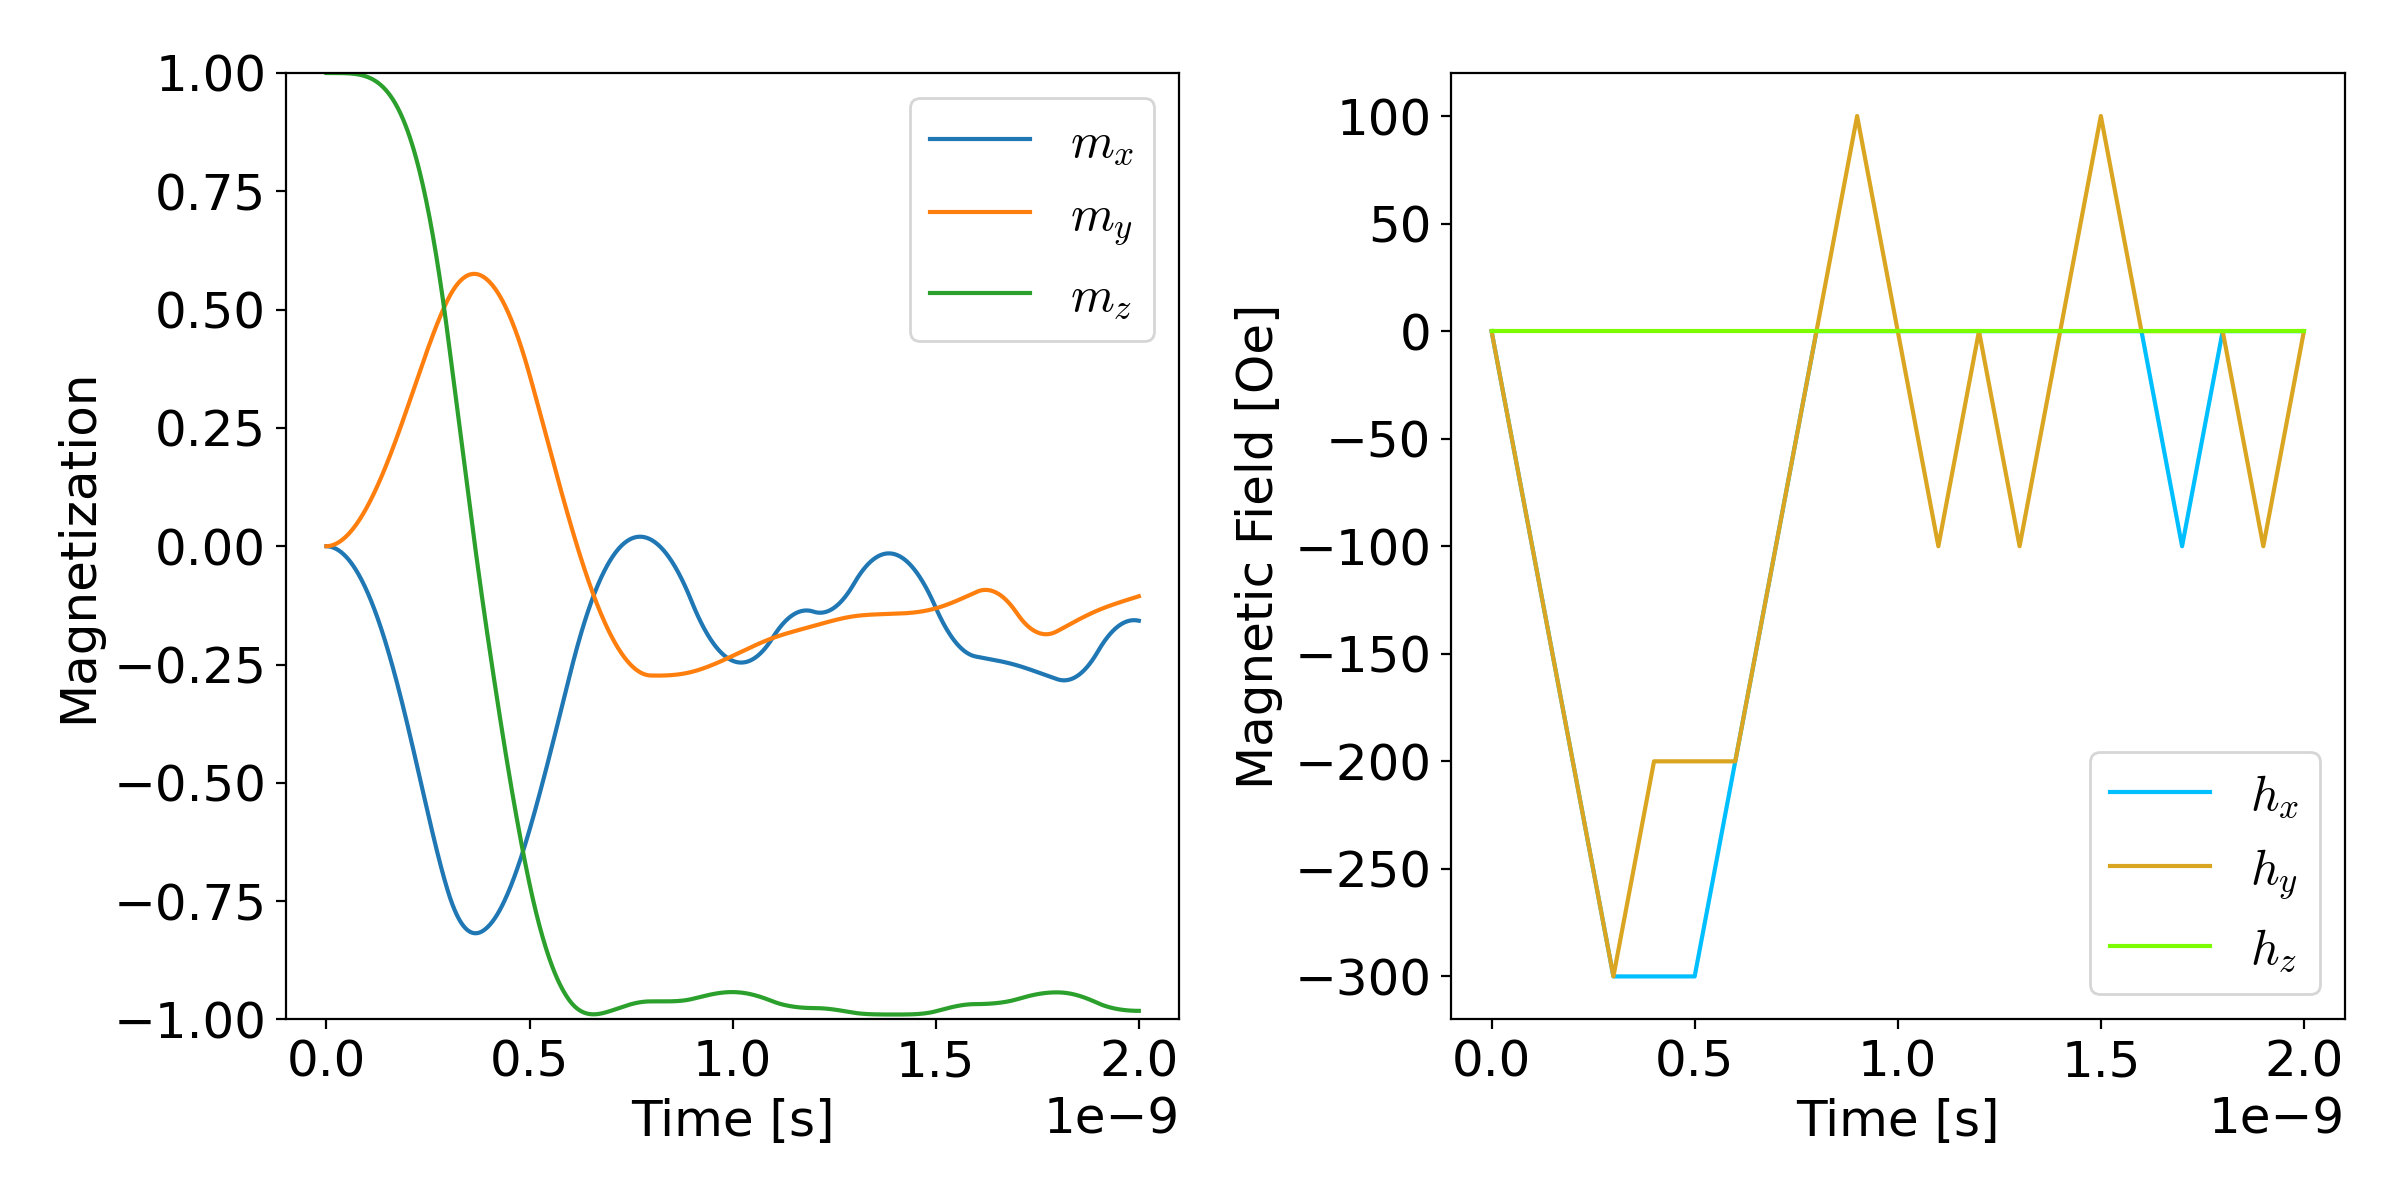 Magnetization
1.00
0.75
0.50
0.25
0.00
−0.25
−0.50
−0.75
−1.00
0.0 0.5 1.0 1.5 2.0
Time [s]
1e−9
m_x
m_y
m_z
Magnetic Field [Oe]
100
50
0
−50
−100
−150
−200
−250
−300
0.0 0.5 1.0 1.5 2.0
Time [s]
1e−9
h_x
h_y
h_z